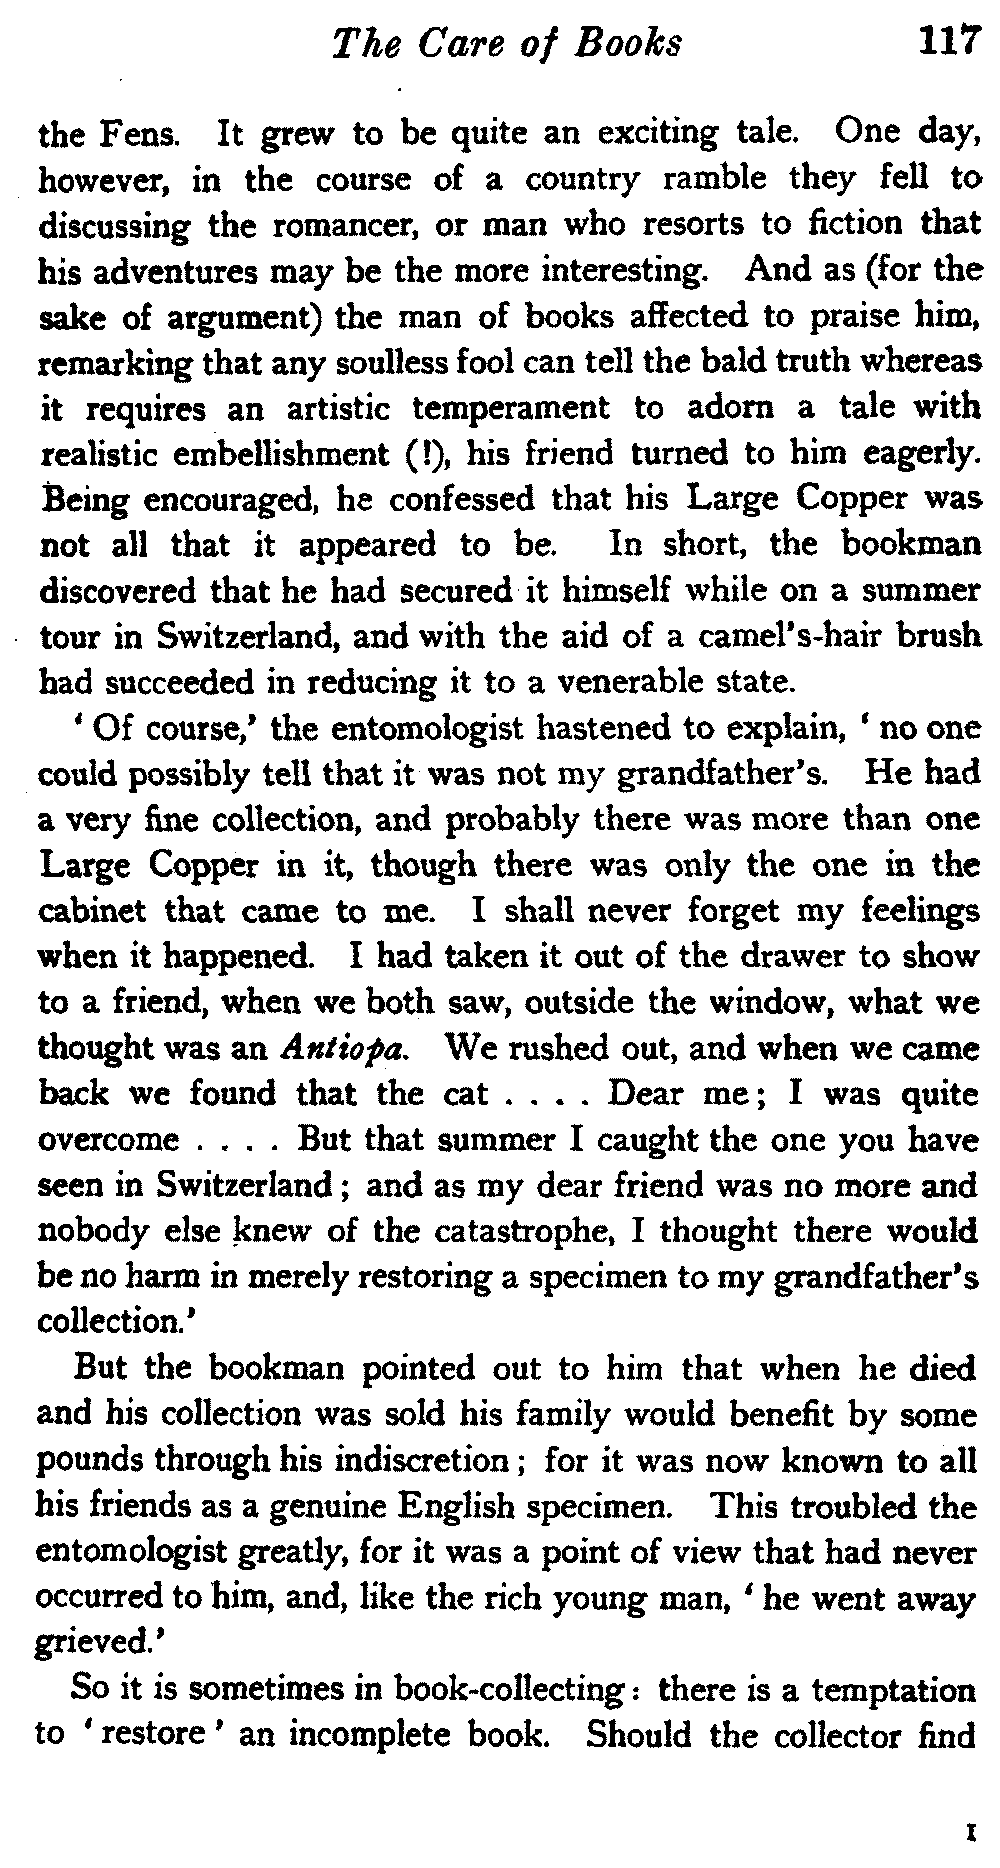 The Care of Books 117
the Fens. It grew to be quite an exciting tale. One day,
however, in the course of a country ramble they fell to
discussing the romancer, or man who resorts to fiction that
his adventures may be the more interesting. And as (for the
sake of argument) the man of books affected to praise him,
remarking that any soulless fool can tell the bald truth whereas
it requires an artistic temperament to adorn a tale with
realistic embellishment (!), his friend turned to him eagerly.
Being encouraged, he confessed that his Large Copper was
not all that it appeared to be. In short, the bookman
discovered that he had secured it himself while on a summer
tour in Switzerland, and with the aid of a camel's-hair brush
had succeeded in reducing it to a venerable state.
‘ Of course,’ the entomologist hastened to explain, ‘ no one
could possibly tell that it was not my grandfather's. He had
a very fine collection, and probably there was more than one
Large Copper in it, though there was only the one in the
cabinet that came to me. I shall never forget my feelings
when it happened. I had taken it out of the drawer to show
to a friend, when we both saw, outside the window, what we
thought was an Antiopa. We rushed out, and when we came
back we found that the cat . . . . Dear me; I was quite
overcome . . . . But that summer I caught the one you have
seen in Switzerland; and as my dear friend was no more and
nobody else knew of the catastrophe, I thought there would
be no harm in merely restoring a specimen to my grandfather's
collection.’
But the bookman pointed out to him that when he died
and his collection was sold his family would benefit by some
pounds through his indiscretion; for it was now known to all
his friends as a genuine English specimen. This troubled the
entomologist greatly, for it was a point of view that had never
occurred to him, and, like the rich young man, ‘ he went away
grieved.’
So it is sometimes in book-collecting: there is a temptation
to ‘ restore ’ an incomplete book. Should the collector find
I